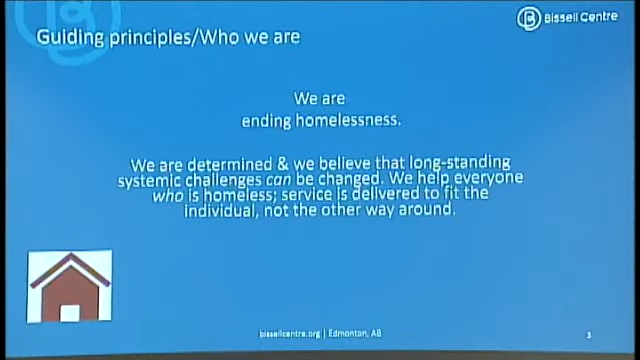 Guiding principles/Who we are
Bissell Centre
We are
ending homelessness.
We are determined & we believe that long-standing
systemic challenges can be changed. We help everyone
who is homeless; service is delivered to fit the
individual, not the other way around.
bissellcentre.org | Edmonton, AB
3